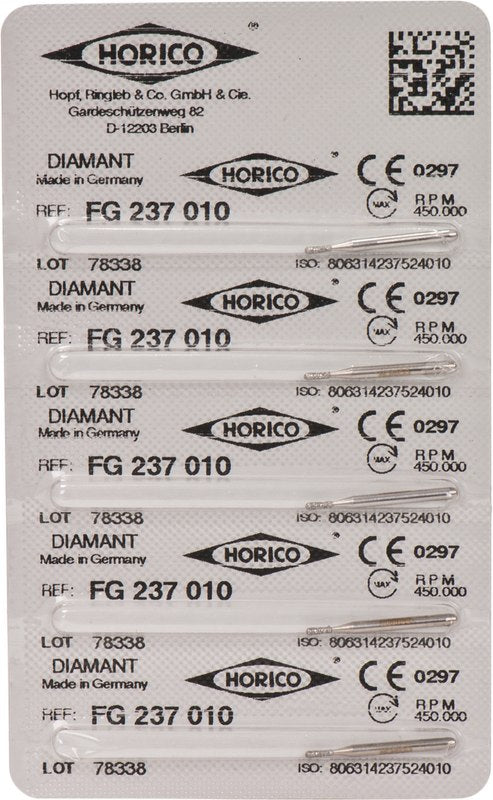 HORICO ®
Hopf, Ringleb & Co. GmbH & Cie.
Gardeschützenweg 82
D-12203 Berlin
DIAMANT HORICO ® CE 0297
Made in Germany
MAX RPM
REF: FG 237 010 450.000
LOT 78338 ISO: 806314237524010
DIAMANT HORICO ® CE 0297
Made in Germany
MAX RPM
REF: FG 237 010 450.000
LOT 78338 ISO: 806314237524010
DIAMANT HORICO ® CE 0297
Made in Germany
MAX RPM
REF: FG 237 010 450.000
LOT 78338 ISO: 806314237524010
DIAMANT HORICO ® CE 0297
Made in Germany
MAX RPM
REF: FG 237 010 450.000
LOT 78338 ISO: 806314237524010
DIAMANT HORICO ® CE 0297
Made in Germany
MAX RPM
REF: FG 237 010 450.000
LOT 78338 ISO: 806314237524010